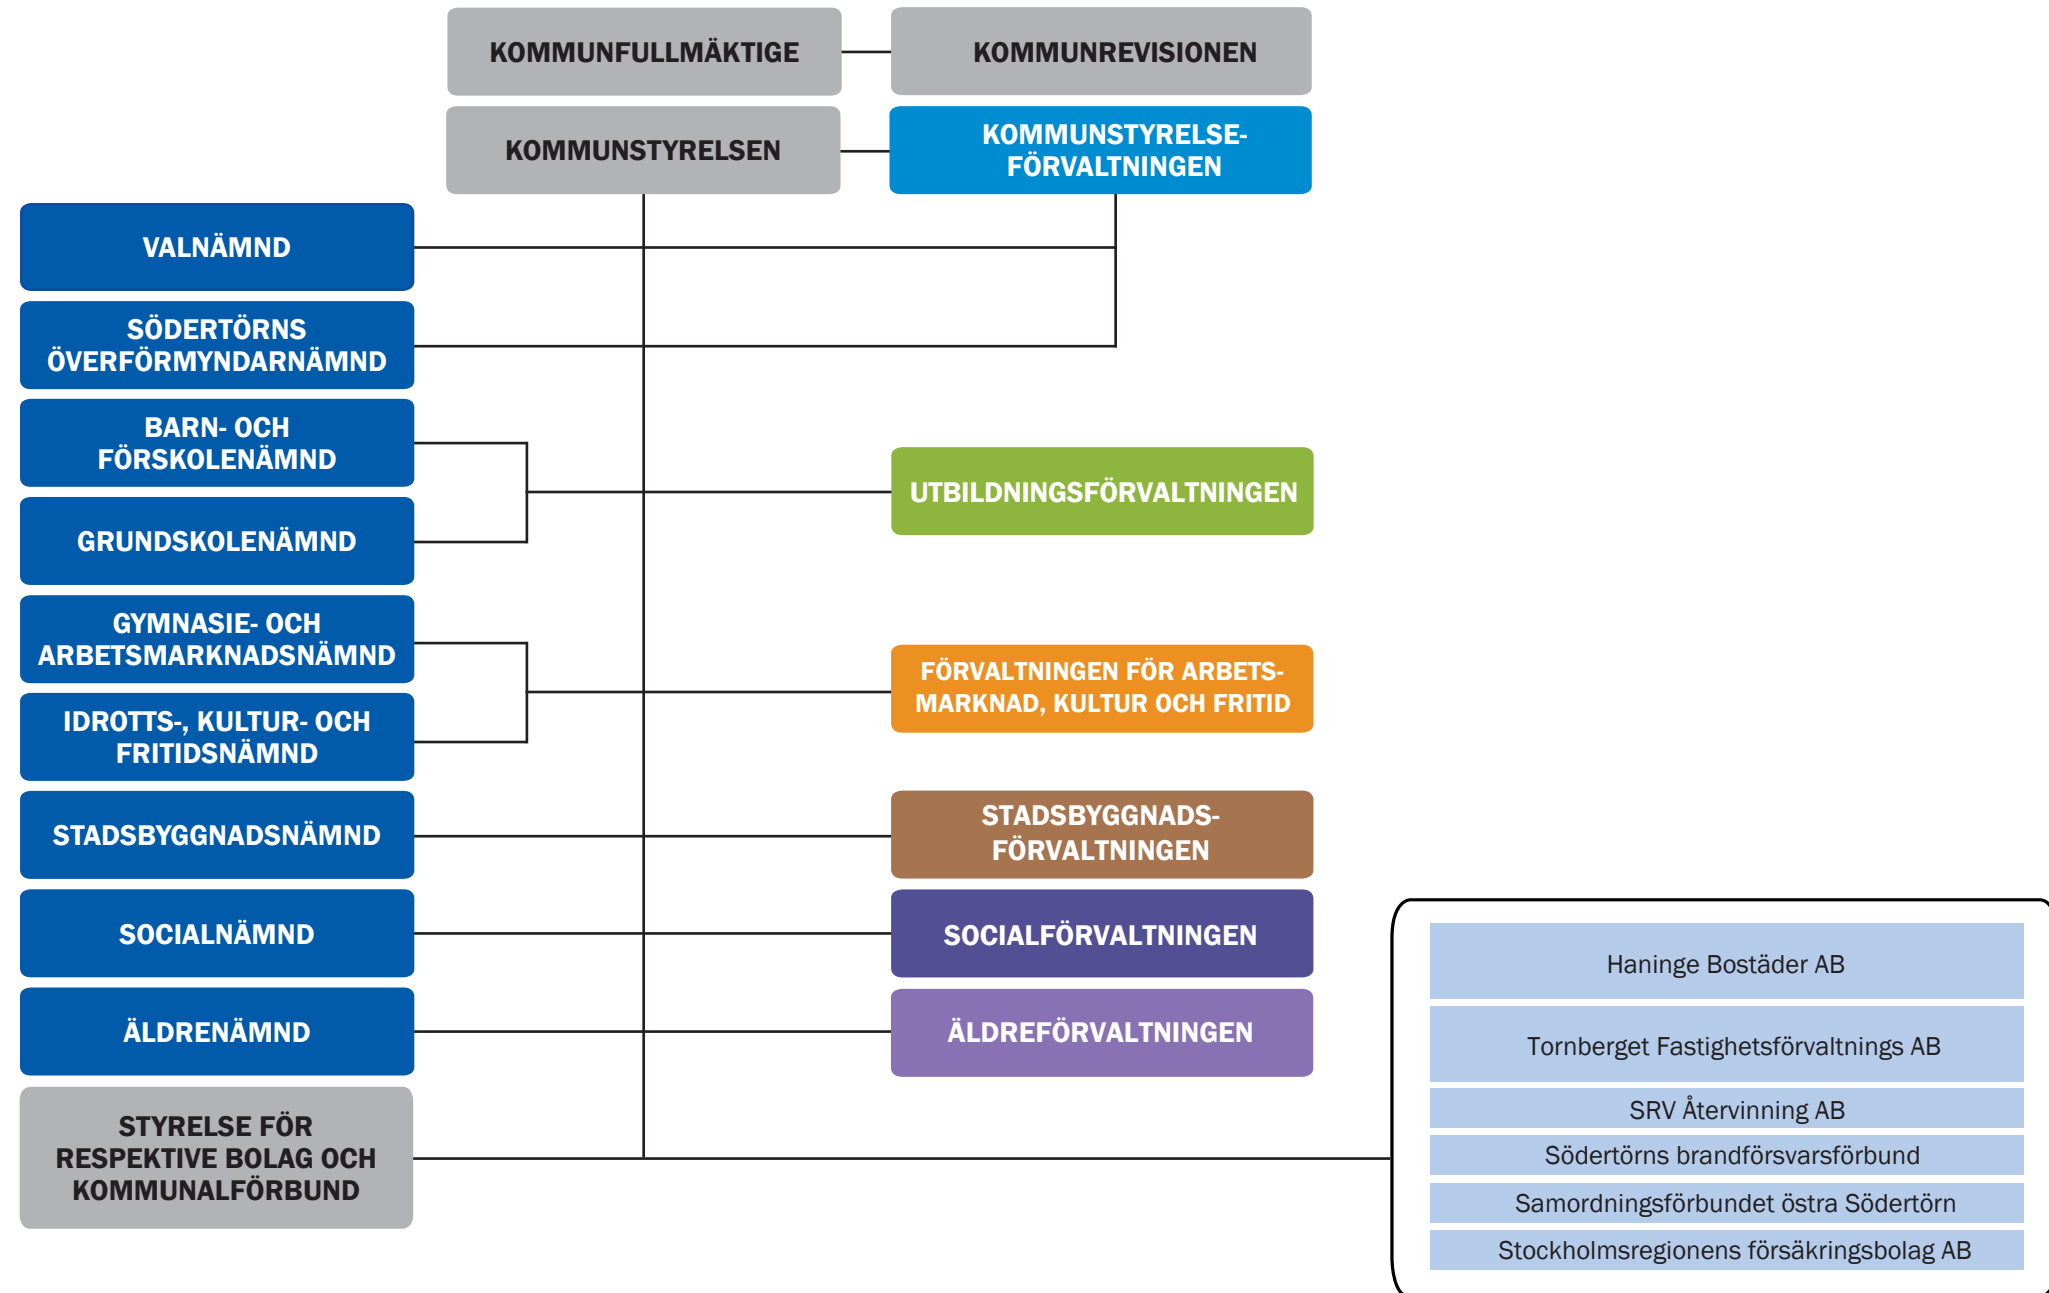 KOMMUNFULLMÄKTIGE
KOMMUNREVISIONEN
KOMMUNSTYRELSEN
KOMMUNSTYRELSE-
FÖRVALTNINGEN
VALNÄMND
SÖDERTÖRNS
ÖVERFÖRMYNDARNÄMND
BARN- OCH
FÖRSKOLENÄMND
GRUNDSKOLENÄMND
UTBILDNINGSFÖRVALTNINGEN
GYMNASIE- OCH
ARBETSMARKNADSNÄMND
IDROTTS-, KULTUR- OCH
FRITIDSNÄMND
FÖRVALTNINGEN FÖR ARBETS-
MARKNAD, KULTUR OCH FRITID
STADSBYGGNADSNÄMND
STADSBYGGNADS-
FÖRVALTNINGEN
SOCIALNÄMND
SOCIALFÖRVALTNINGEN
ÄLDRENÄMND
ÄLDREFÖRVALTNINGEN
STYRELSE FÖR
RESPEKTIVE BOLAG OCH
KOMMUNALFÖRBUND
Haninge Bostäder AB
Tornberget Fastighetsförvaltnings AB
SRV Återvinning AB
Södertörns brandförsvarsförbund
Samordningsförbundet östra Södertörn
Stockholmsregionens försäkringsbolag AB